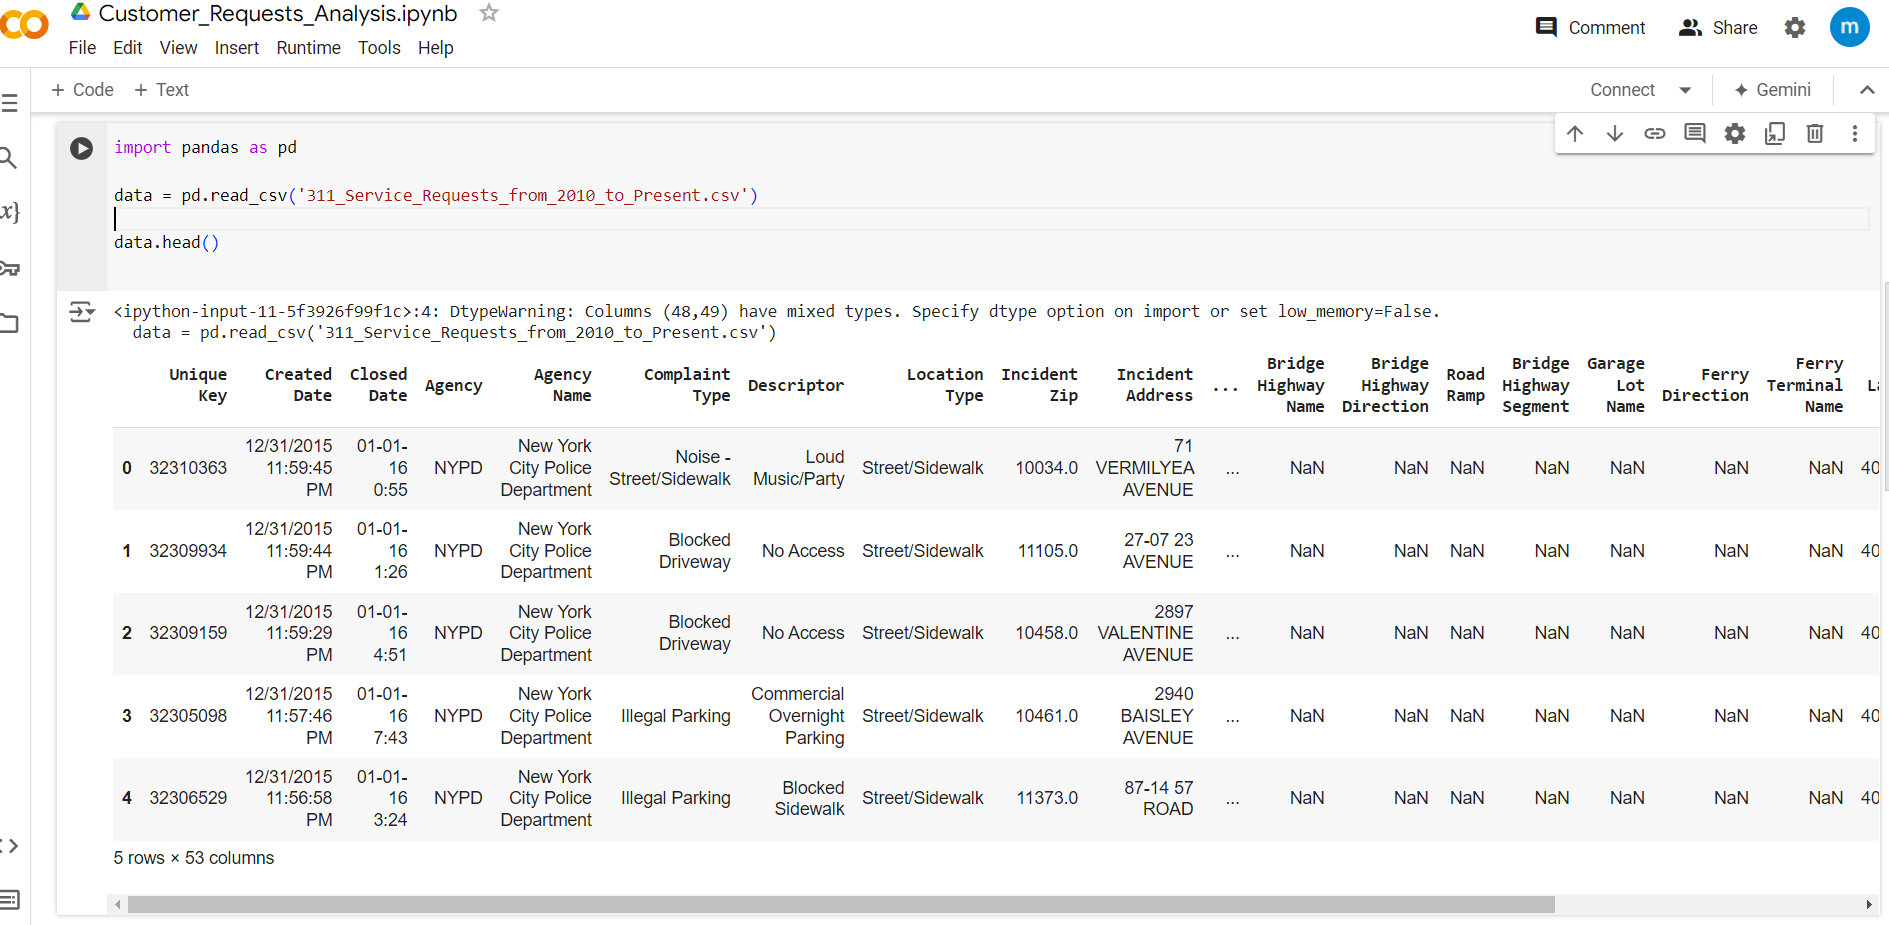 Customer_Requests_Analysis.ipynb
Comment
Share
m
File Edit View Insert Runtime Tools Help
+ Code + Text
Connect
Gemini
import pandas as pd
data = pd.read_csv('311_Service_Requests_from_2010_to_Present.csv')
data.head()
<ipython-input-11-5f3926f99f1c>:4: DtypeWarning: Columns (48,49) have mixed types. Specify dtype option on import or set low_memory=False.
data = pd.read_csv('311_Service_Requests_from_2010_to_Present.csv')
Unique Key Created Date Closed Date Agency Agency Name Complaint Type Descriptor Location Type Incident Zip Incident Address ... Bridge Highway Name Bridge Highway Direction Road Ramp Bridge Highway Segment Garage Lot Name Ferry Direction Ferry Terminal Name
0 32310363 12/31/2015 11:59:45 PM 01-01-16 0:55 NYPD New York City Police Department Noise - Street/Sidewalk Loud Music/Party Street/Sidewalk 10034.0 71 VERMILYEA AVENUE ... NaN NaN NaN NaN NaN NaN NaN 40
1 32309934 12/31/2015 11:59:44 PM 01-01-16 1:26 NYPD New York City Police Department Blocked Driveway No Access Street/Sidewalk 11105.0 27-07 23 AVENUE ... NaN NaN NaN NaN NaN NaN NaN 40
2 32309159 12/31/2015 11:59:29 PM 01-01-16 4:51 NYPD New York City Police Department Blocked Driveway No Access Street/Sidewalk 10458.0 2897 VALENTINE AVENUE ... NaN NaN NaN NaN NaN NaN NaN 40
3 32305098 12/31/2015 11:57:46 PM 01-01-16 7:43 NYPD New York City Police Department Illegal Parking Commercial Overnight Parking Street/Sidewalk 10461.0 2940 BAISLEY AVENUE ... NaN NaN NaN NaN NaN NaN NaN 40
4 32306529 12/31/2015 11:56:58 PM 01-01-16 3:24 NYPD New York City Police Department Illegal Parking Blocked Sidewalk Street/Sidewalk 11373.0 87-14 57 ROAD ... NaN NaN NaN NaN NaN NaN NaN 40
5 rows × 53 columns